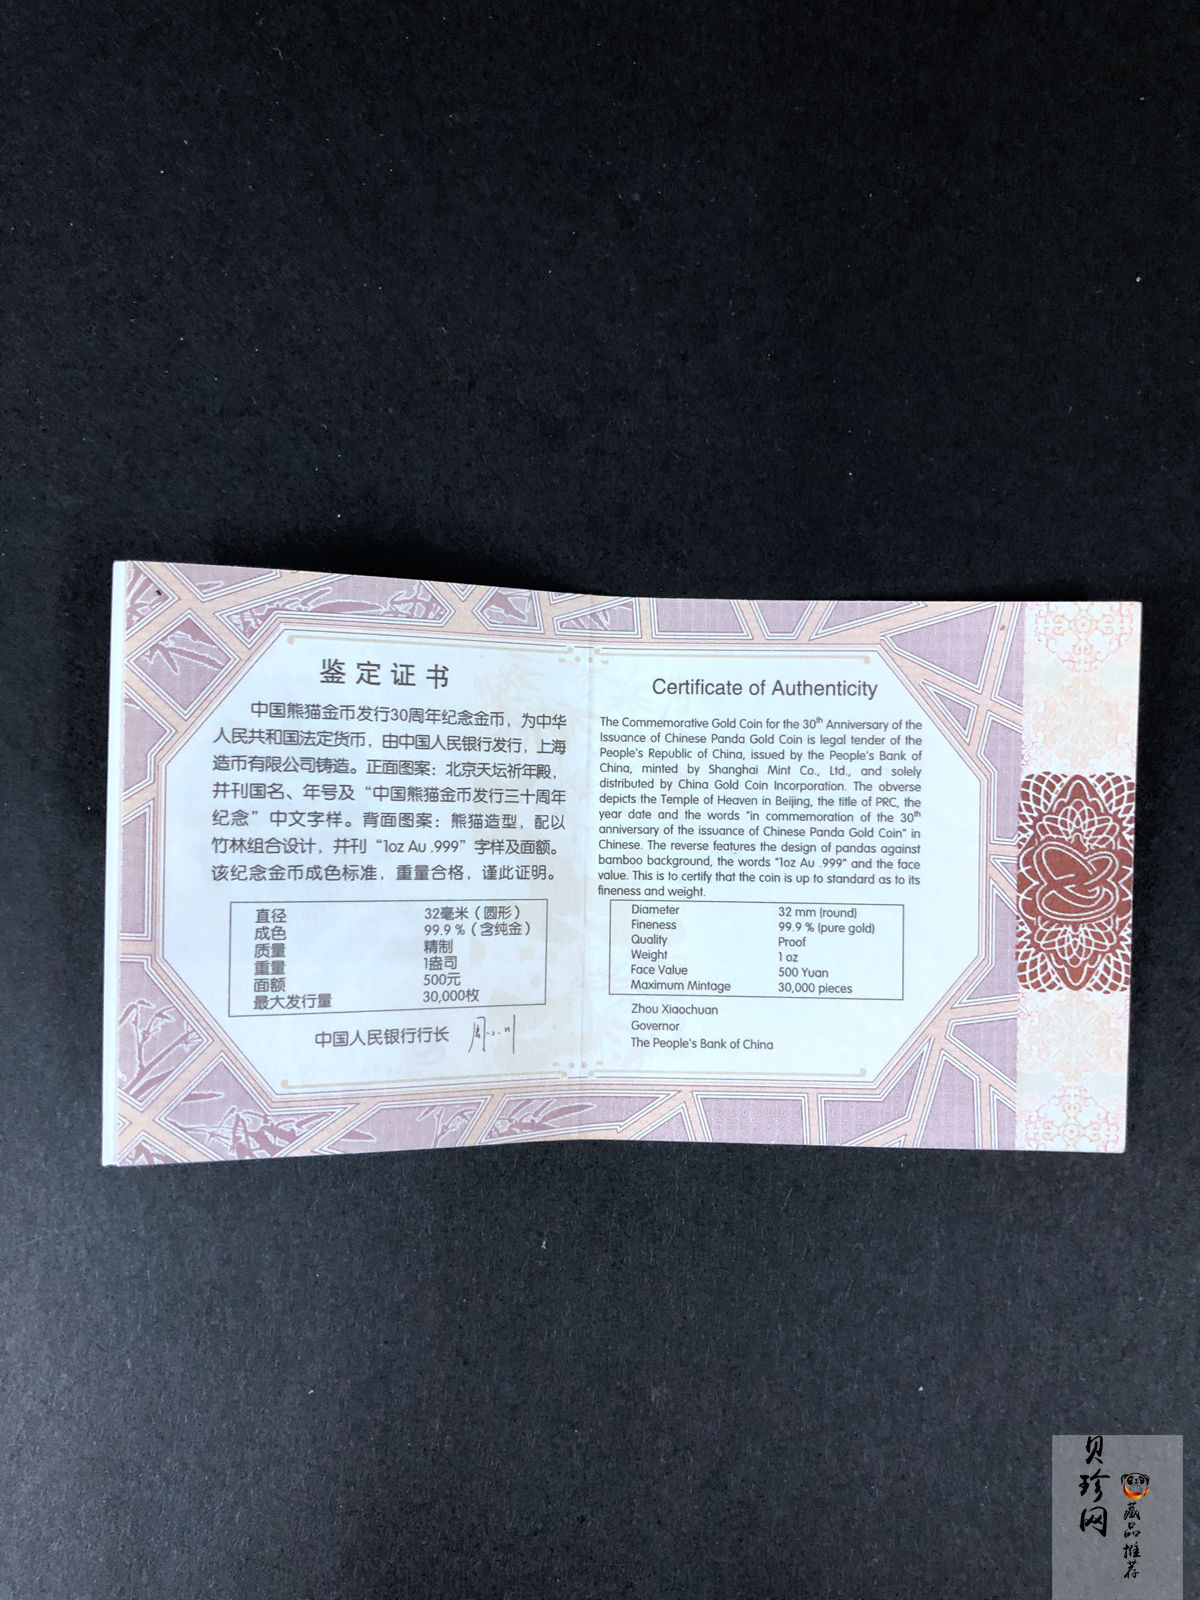 鉴定证书
中国熊猫金币发行30周年纪念金币，为中华
人民共和国法定货币，由中国人民银行发行，上海
造币有限公司铸造。正面图案：北京天坛祈年殿，
并刊国名、年号及“中国熊猫金币发行三十周年
纪念”中文字样。背面图案：熊猫造型，配以
竹林组合设计，并刊“1oz Au .999”字样及面额。
该纪念金币成色标准，重量合格，谨此证明。
直径 32毫米（圆形）
成色 99.9 %（含纯金）
质量 精制
重量 1盎司
面额 500元
最大发行量 30,000枚
中国人民银行行长
Certificate of Authenticity
The Commemorative Gold Coin for the 30th Anniversary of the
Issuance of Chinese Panda Gold Coin is legal tender of the
People's Republic of China, issued by the People's Bank of
China, minted by Shanghai Mint Co., Ltd., and solely
distributed by China Gold Coin Incorporation. The obverse
depicts the Temple of Heaven in Beijing, the title of PRC, the
year date and the words "in commemoration of the 30th
anniversary of the issuance of Chinese Panda Gold Coin" in
Chinese. The reverse features the design of pandas against
bamboo background, the words "1oz Au .999" and the face
value. This is to certify that the coin is up to standard as to its
fineness and weight.
Diameter 32 mm (round)
Fineness 99.9 % (pure gold)
Quality Proof
Weight 1 oz
Face Value 500 Yuan
Maximum Mintage 30,000 pieces
Zhou Xiaochuan
Governor
The People's Bank of China
贝珍网
藏品推荐